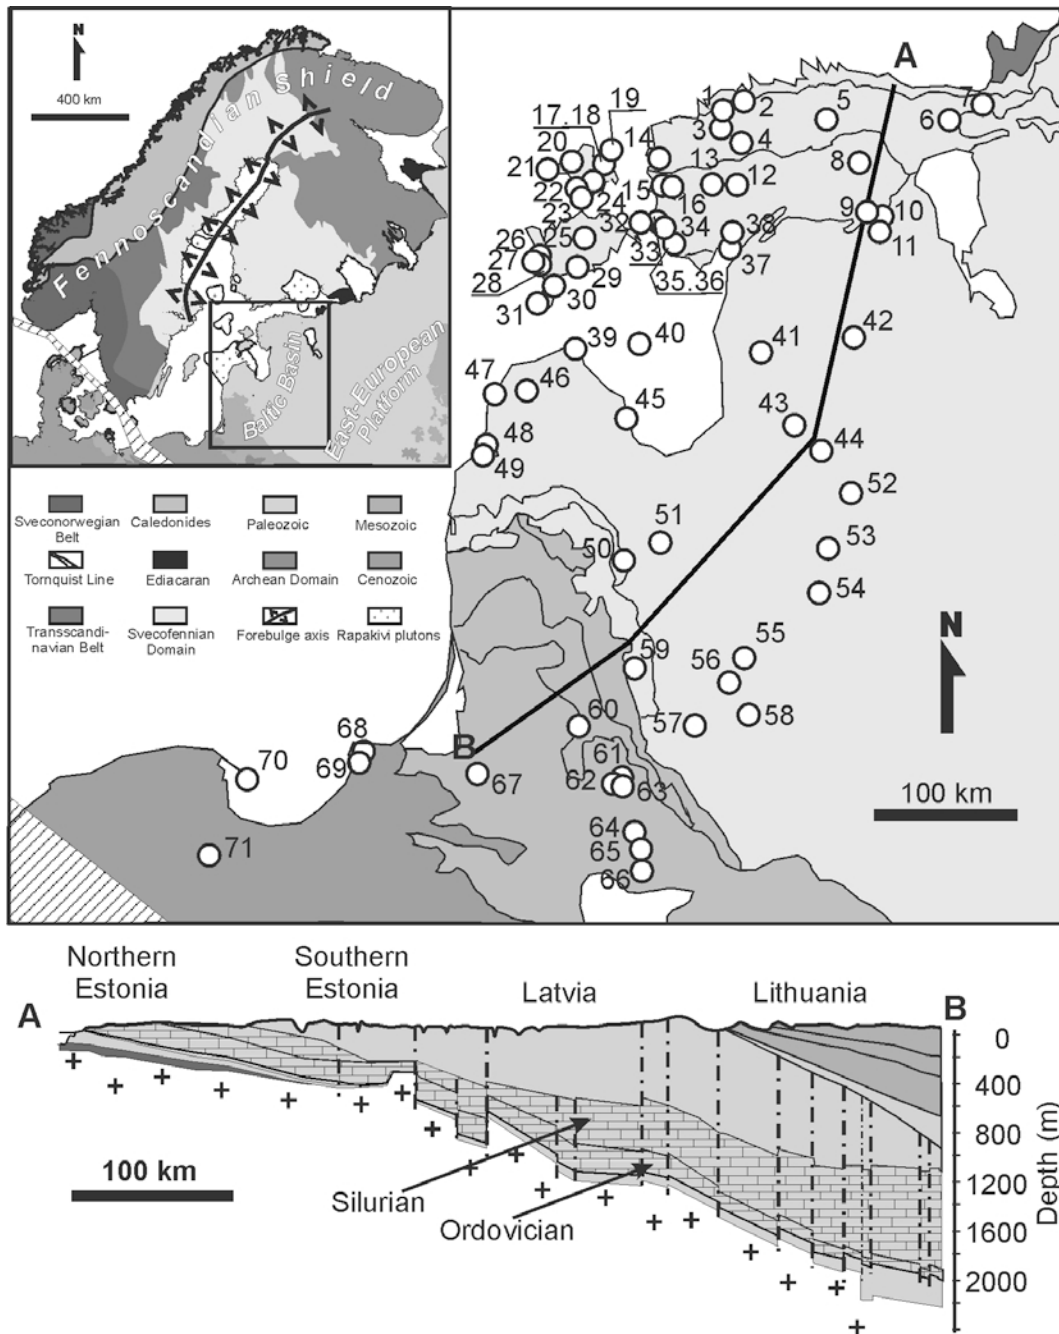 N
400 km
Fennoscandian shield
Baltic Basin
East-European
Platform
Sveconorwegian
Belt
Caledonides
Paleozoic
Mesozoic
Tornquist Line
Ediacaran
Archean Domain
Cenozoic
Transscandi-
navian Belt
Svecofennian
Domain
Forebulge axis
Rapakivi plutons
A
1
2
3
4
5
6
7
8
9
10
11
12
13
14
15
16
17.18
19
20
21
22
23
24
25
26
27
28
29
30
31
32
33
34
35.36
37
38
39
40
41
42
43
44
45
46
47
48
49
50
51
52
53
54
55
56
57
58
59
60
61
62
63
64
65
66
67
68
69
70
71
B
N
100 km
Northern
Estonia
Southern
Estonia
Latvia
Lithuania
A
B
0
400
800
1200
1600
2000
Depth (m)
100 km
Silurian
Ordovician